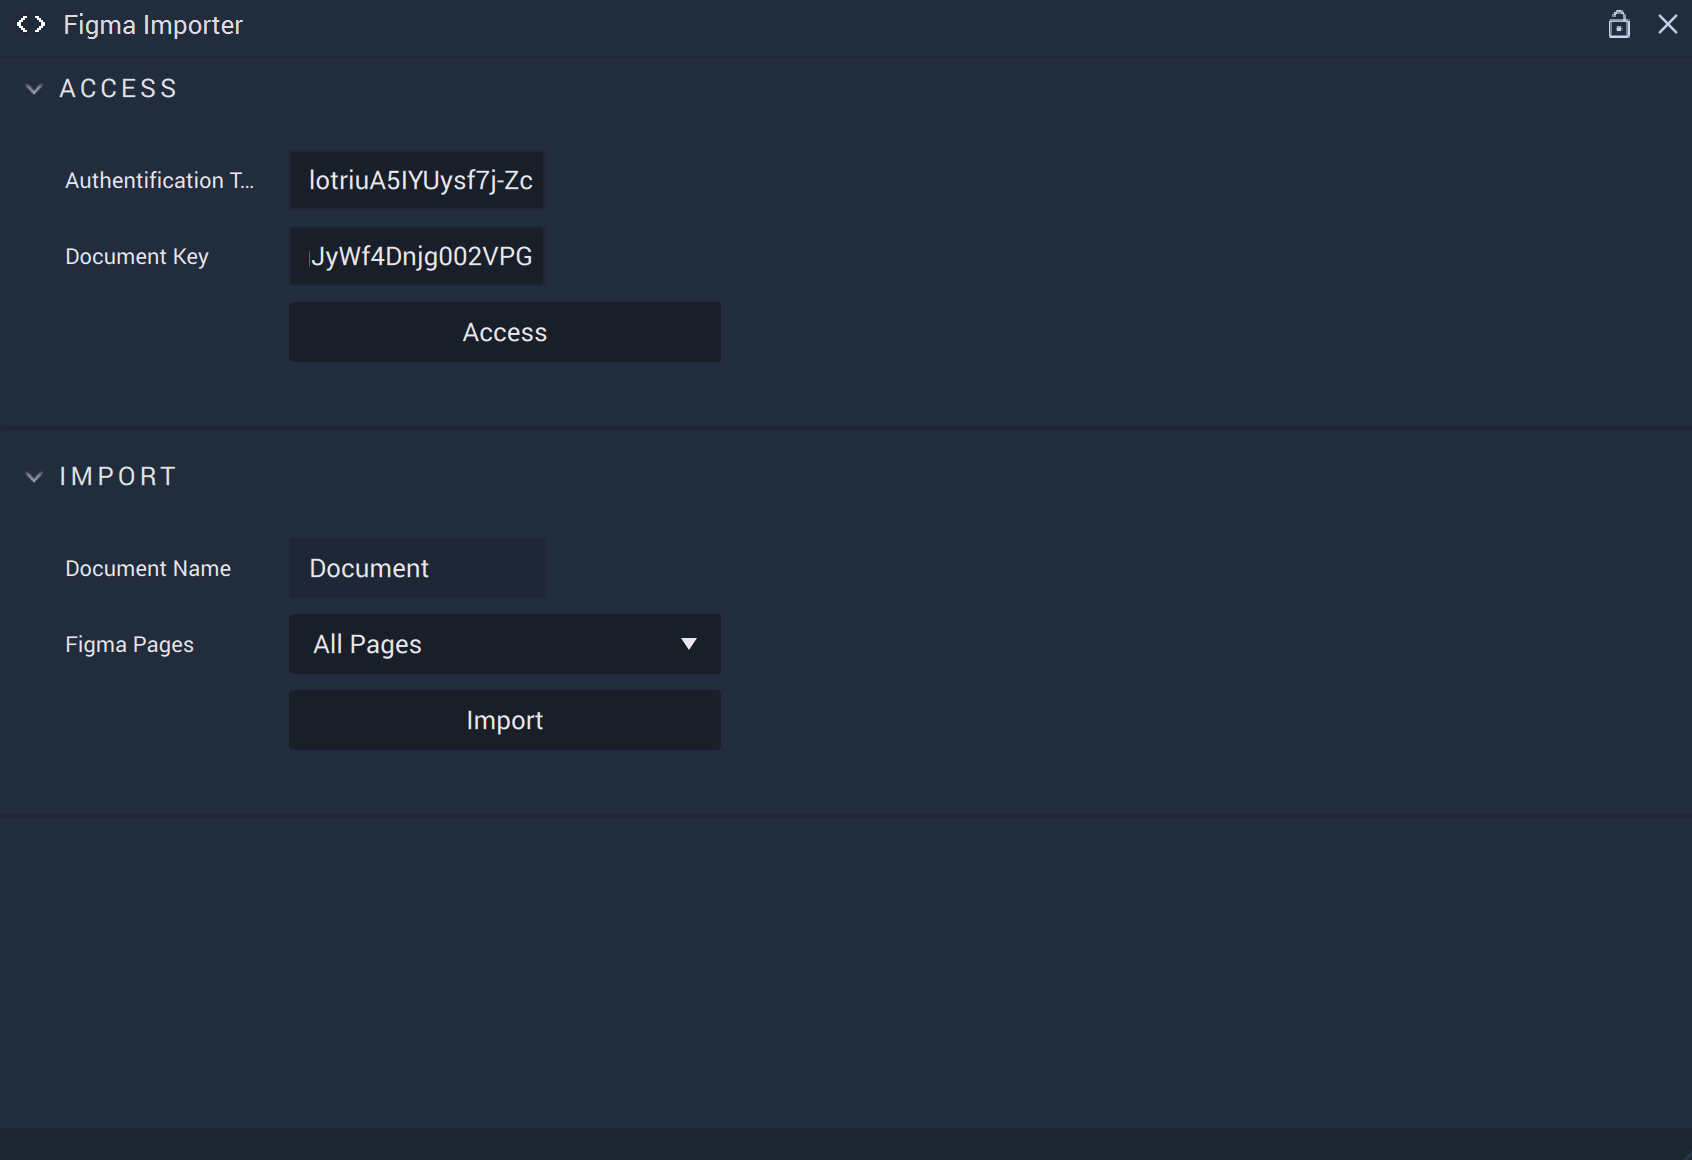 Figma Importer
ACCESS
Authentification T...
lotriuA5IYUysf7j-Zc
Document Key
JyWf4Dnjg002VPG
Access
IMPORT
Document Name
Document
Figma Pages
All Pages
Import